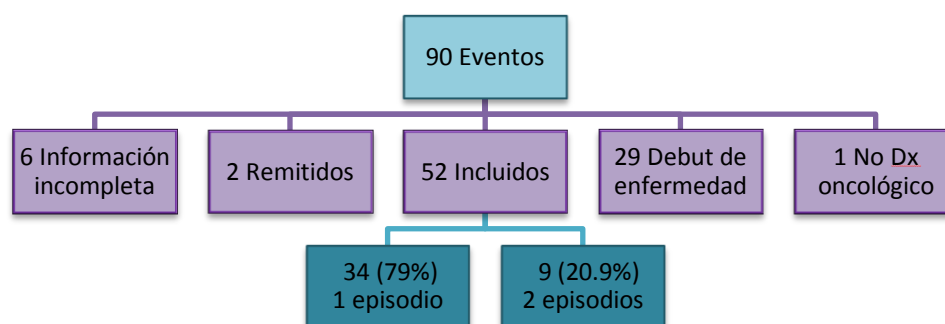 90 Eventos
6 Información
incompleta
2 Remitidos
52 Incluidos
29 Debut de
enfermedad
1 No Dx
oncológico
34 (79%)
1 episodio
9 (20.9%)
2 episodios